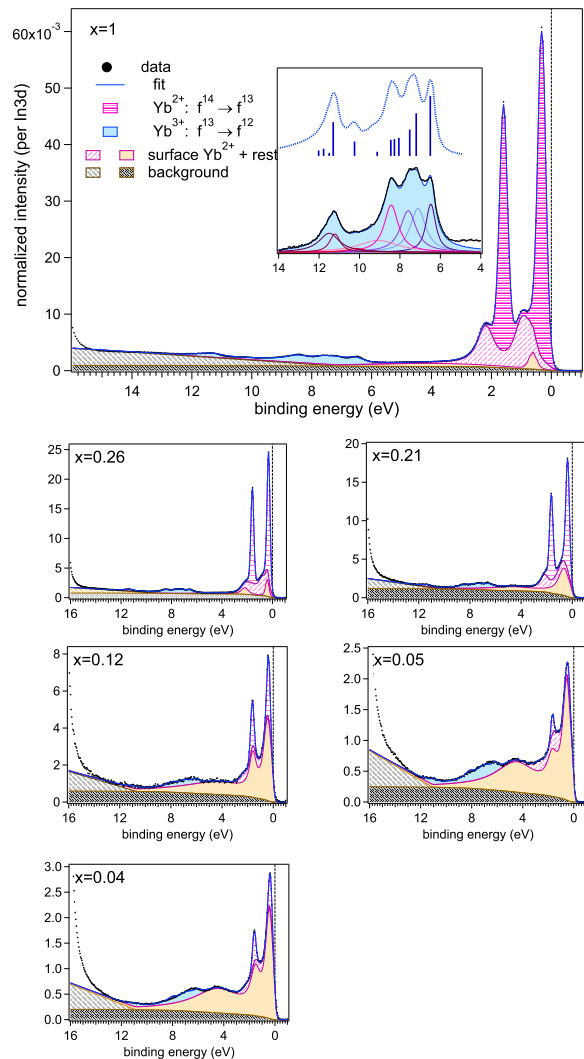 60x10⁻³
x=1
data
fit
Yb²⁺: f¹⁴ → f¹³
Yb³⁺: f¹³ → f¹²
surface Yb²⁺ + rest
background
normalized intensity (per In3d)
40
20
0
14 12 10 8 6 4
14 12 10 8 6 4 2 0
binding energy (eV)
x=0.26
25
20
15
10
5
0
16 12 8 4 0
binding energy (eV)
x=0.21
20
15
10
5
0
16 12 8 4 0
binding energy (eV)
x=0.12
8
6
4
2
0
16 12 8 4 0
binding energy (eV)
x=0.05
2.5
2.0
1.5
1.0
0.5
0.0
16 12 8 4 0
binding energy (eV)
x=0.04
3.0
2.5
2.0
1.5
1.0
0.5
0.0
16 12 8 4 0
binding energy (eV)